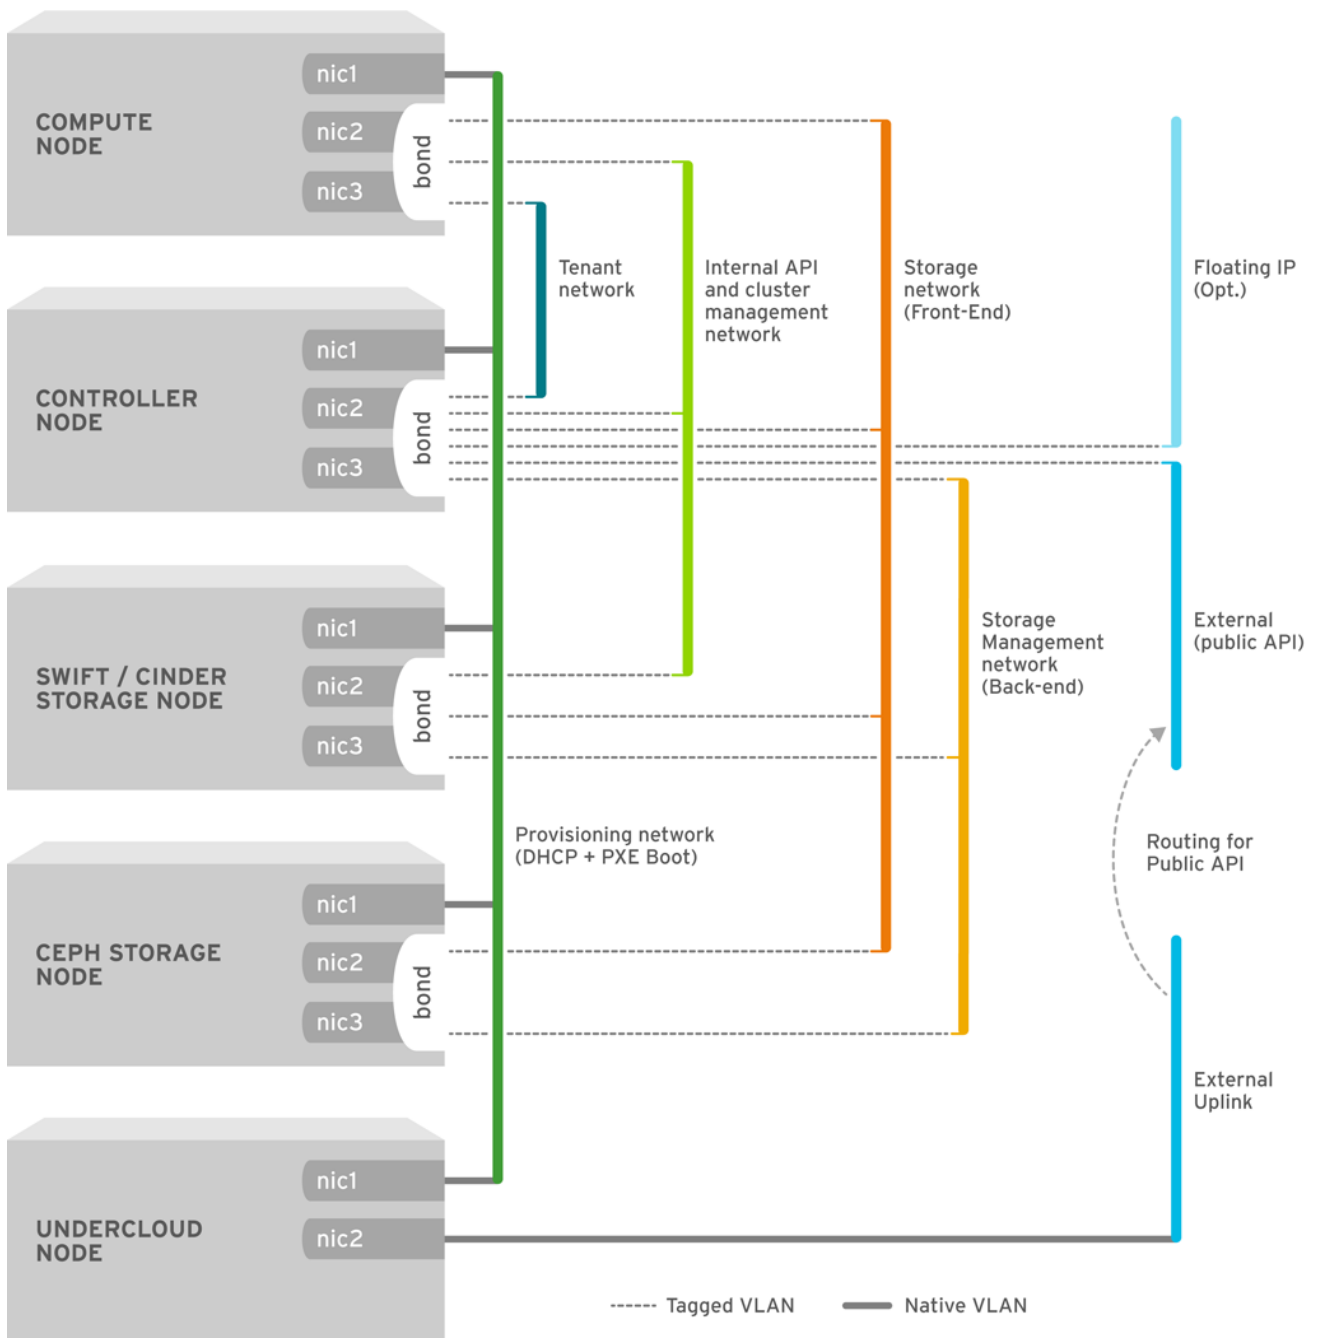 COMPUTE
NODE
nic1
nic2
nic3
bond
Tenant
network
Internal API
and cluster
management
network
Storage
network
(Front-End)
Floating IP
(Opt.)
CONTROLLER
NODE
nic1
nic2
nic3
bond
SWIFT / CINDER
STORAGE NODE
nic1
nic2
nic3
bond
Storage
Management
network
(Back-end)
External
(public API)
Provisioning network
(DHCP + PXE Boot)
Routing for
Public API
CEPH STORAGE
NODE
nic1
nic2
nic3
bond
External
Uplink
UNDERCLOUD
NODE
nic1
nic2
Tagged VLAN
Native VLAN